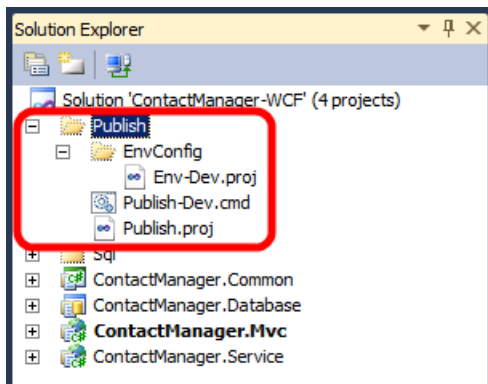 Solution Explorer
Solution 'ContactManager-WCF' (4 projects)
Publish
EnvConfig
Env-Dev.proj
Publish-Dev.cmd
Publish.proj
Sql
ContactManager.Common
ContactManager.Database
ContactManager.Mvc
ContactManager.Service